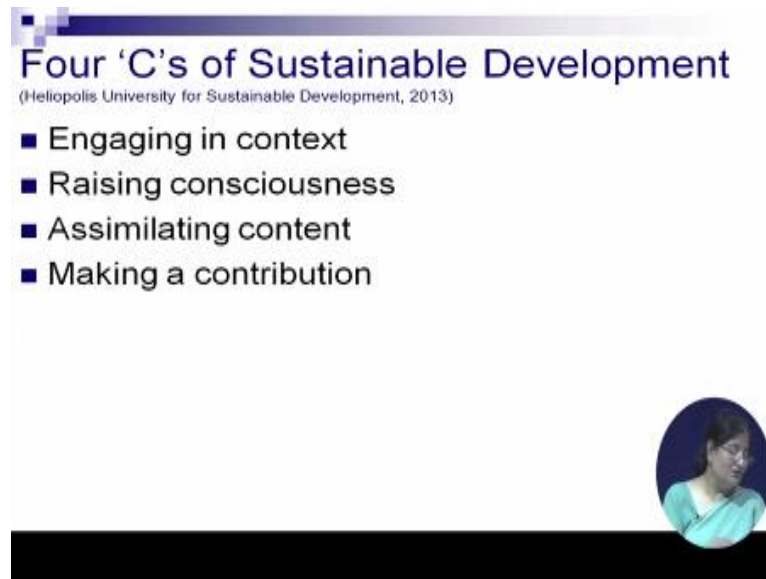 Four ‘C’s of Sustainable Development
(Heliopolis University for Sustainable Development, 2013)
Engaging in context
Raising consciousness
Assimilating content
Making a contribution